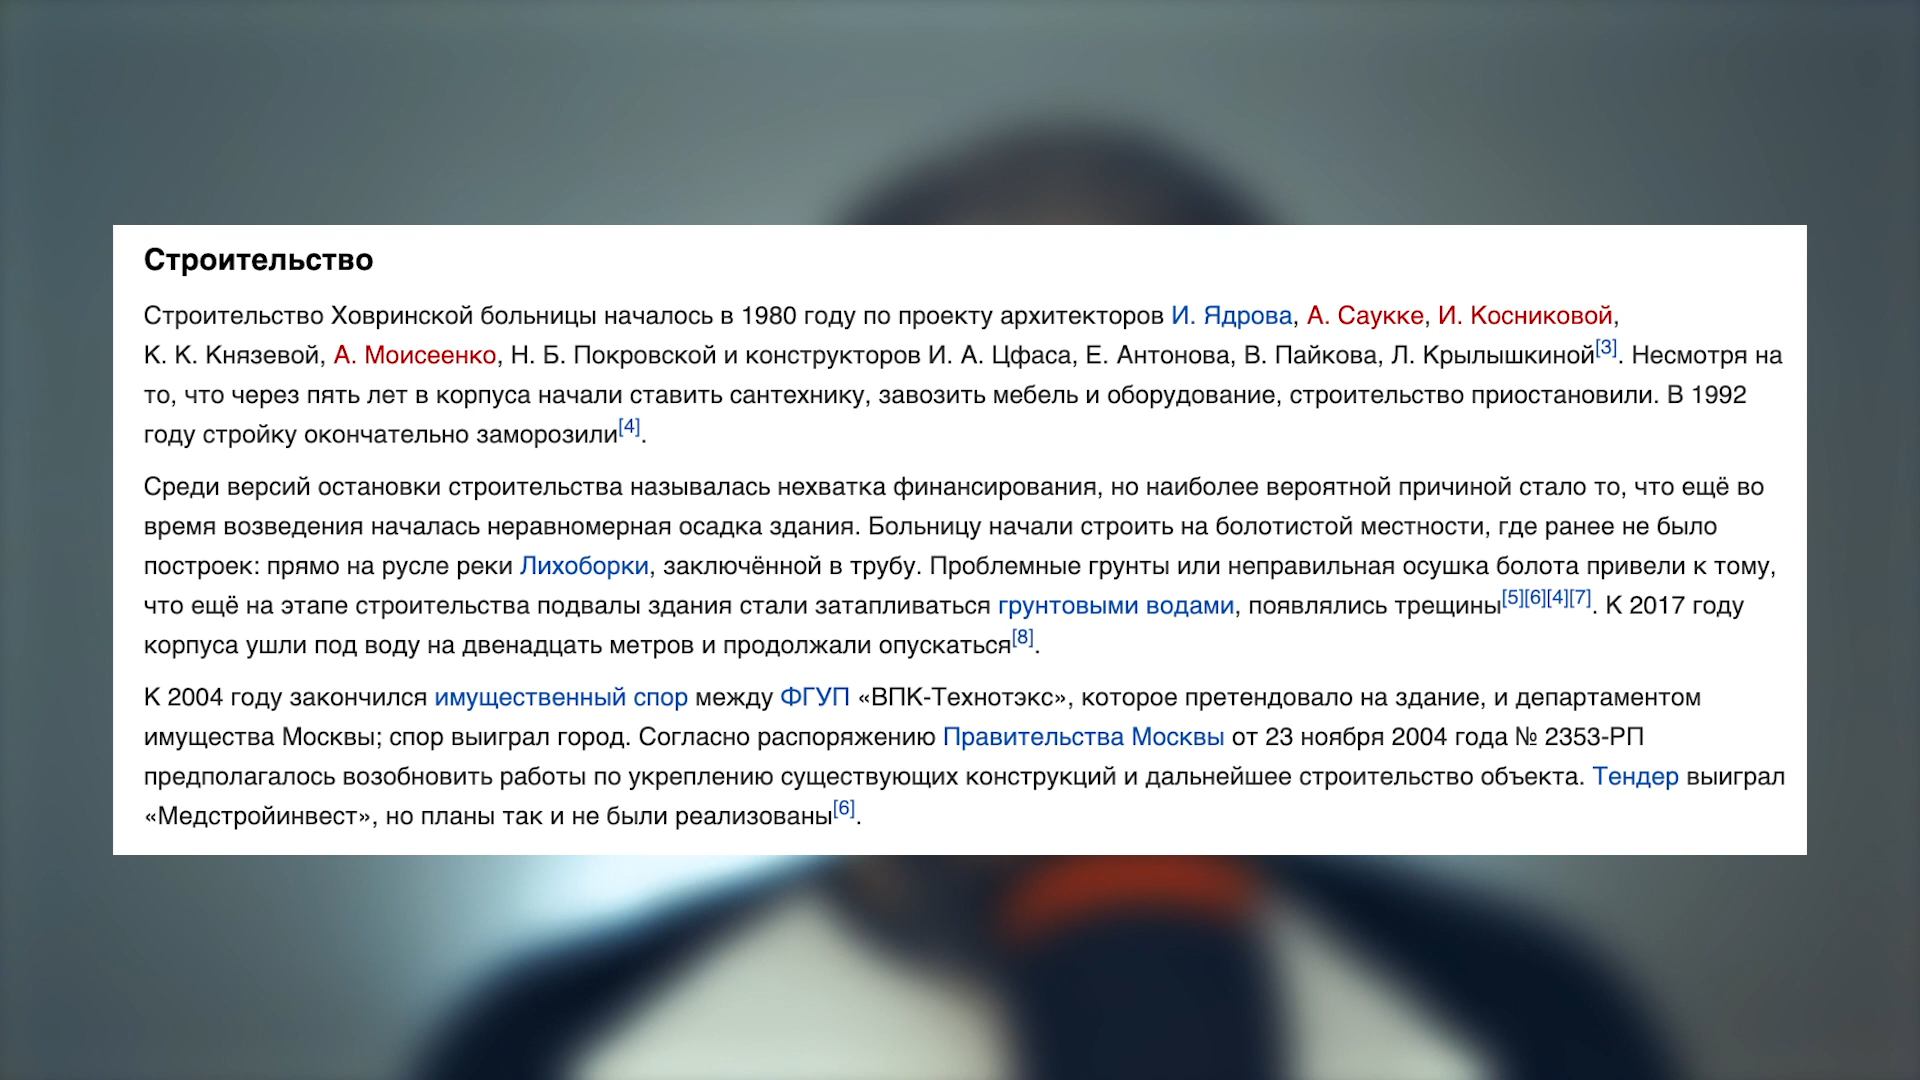 Строительство
Строительство Ховринской больницы началось в 1980 году по проекту архитекторов И. Ядрова, А. Саукке, И. Косниковой,
К. К. Князевой, А. Моисеенко, Н. Б. Покровской и конструкторов И. А. Цфаса, Е. Антонова, В. Пайкова, Л. Крылышкиной[3]. Несмотря на
то, что через пять лет в корпуса начали ставить сантехнику, завозить мебель и оборудование, строительство приостановили. В 1992
году стройку окончательно заморозили[4].
Среди версий остановки строительства называлась нехватка финансирования, но наиболее вероятной причиной стало то, что ещё во
время возведения началась неравномерная осадка здания. Больницу начали строить на болотистой местности, где ранее не было
построек: прямо на русле реки Лихоборки, заключённой в трубу. Проблемные грунты или неправильная осушка болота привели к тому,
что ещё на этапе строительства подвалы здания стали затапливаться грунтовыми водами, появлялись трещины[5][6][4][7]. К 2017 году
корпуса ушли под воду на двенадцать метров и продолжали опускаться[8].
К 2004 году закончился имущественный спор между ФГУП «ВПК-Технотэкс», которое претендовало на здание, и департаментом
имущества Москвы; спор выиграл город. Согласно распоряжению Правительства Москвы от 23 ноября 2004 года № 2353-РП
предполагалось возобновить работы по укреплению существующих конструкций и дальнейшее строительство объекта. Тендер выиграл
«Медстройинвест», но планы так и не были реализованы[6].